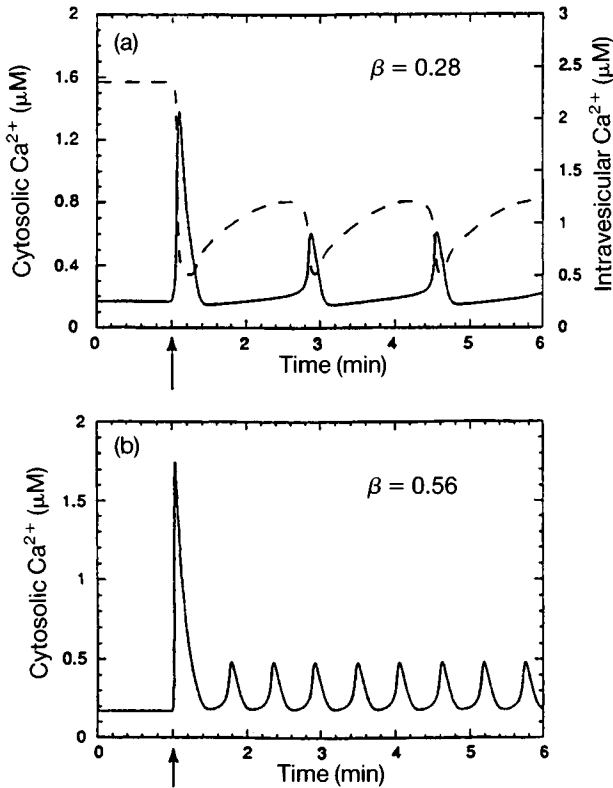 (a)
β = 0.28
Cytosolic Ca²⁺ (μM)
2
1.6
1.2
0.8
0.4
0
Intravesicular Ca²⁺ (μM)
3
2.5
2
1.5
1
0.5
0
0 1 2 3 4 5 6
Time (min)
(b)
β = 0.56
Cytosolic Ca²⁺ (μM)
2
1.5
1
0.5
0
0 1 2 3 4 5 6
Time (min)